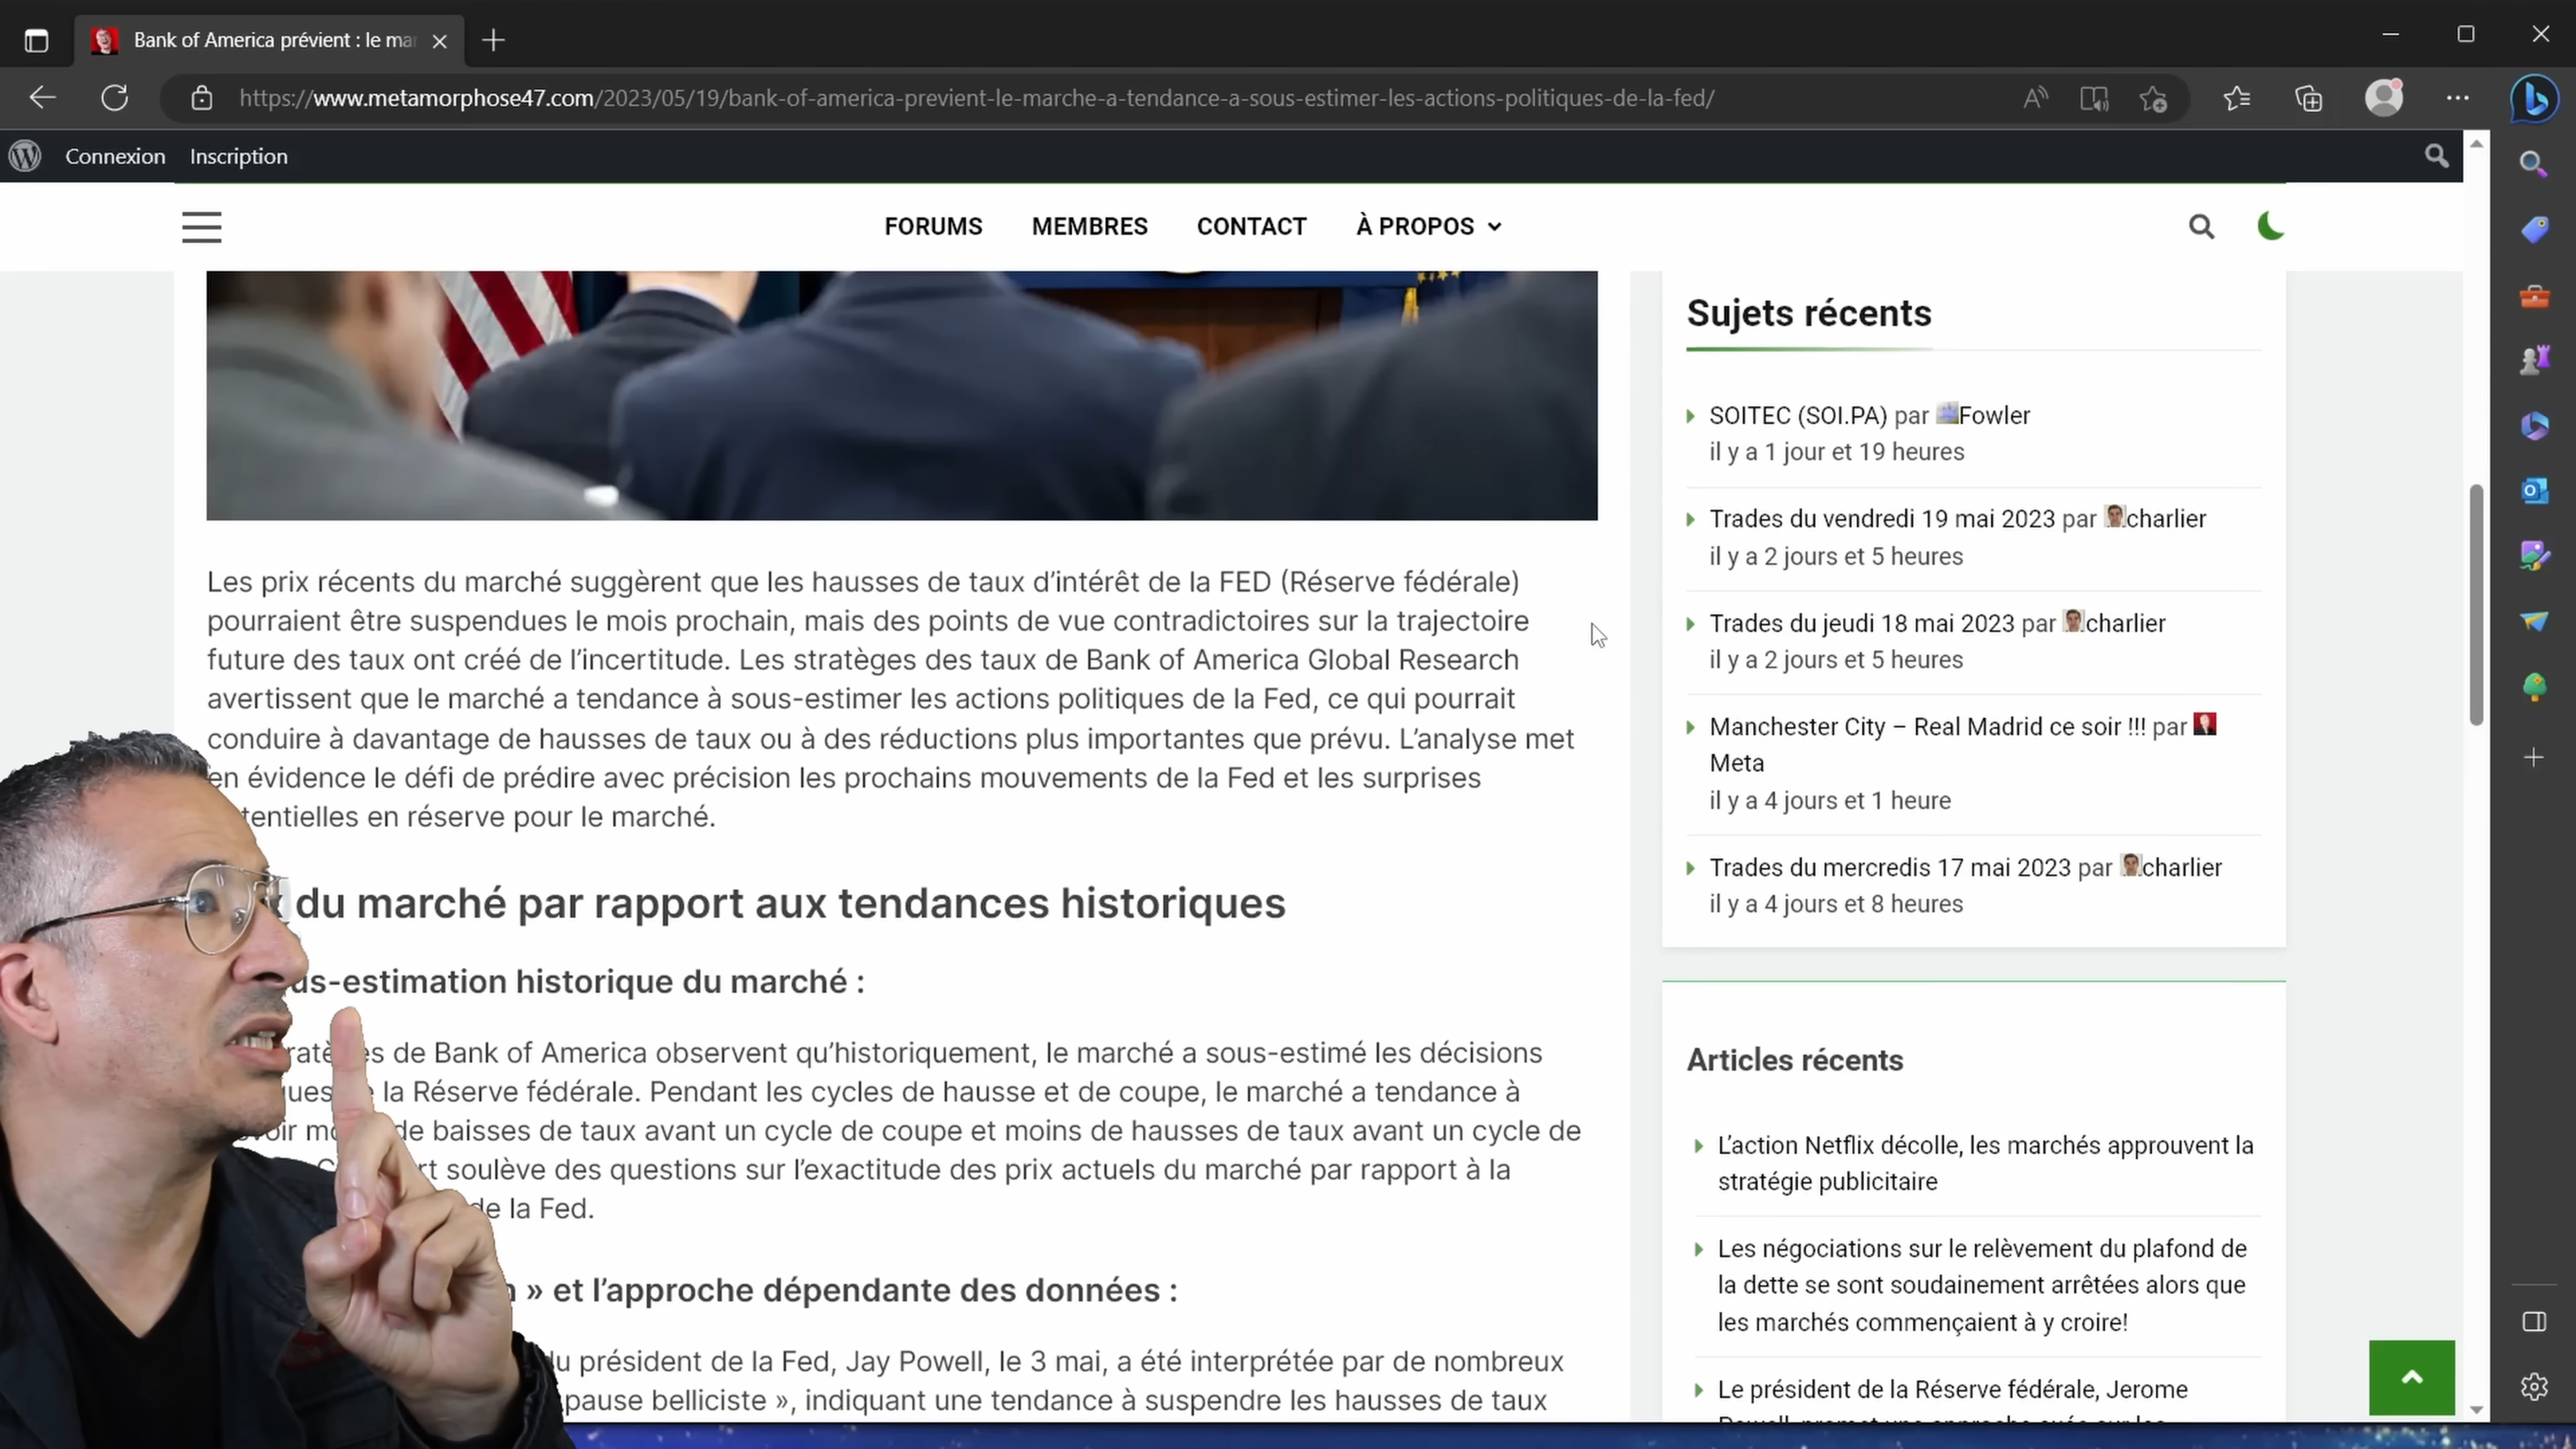 Bank of America prévient : le mar
https://www.metamorphose47.com/2023/05/19/bank-of-america-previent-le-marche-a-tendance-a-sous-estimer-les-actions-politiques-de-la-fed/
Connexion Inscription
FORUMS MEMBRES CONTACT À PROPOS
Les prix récents du marché suggèrent que les hausses de taux d’intérêt de la FED (Réserve fédérale)
pourraient être suspendues le mois prochain, mais des points de vue contradictoires sur la trajectoire
future des taux ont créé de l’incertitude. Les stratèges des taux de Bank of America Global Research
avertissent que le marché a tendance à sous-estimer les actions politiques de la Fed, ce qui pourrait
conduire à davantage de hausses de taux ou à des réductions plus importantes que prévu. L’analyse met
en évidence le défi de prédire avec précision les prochains mouvements de la Fed et les surprises
tentielles en réserve pour le marché.
du marché par rapport aux tendances historiques
us-estimation historique du marché :
de Bank of America observent qu’historiquement, le marché a sous-estimé les décisions
la Réserve fédérale. Pendant les cycles de hausse et de coupe, le marché a tendance à
de baisses de taux avant un cycle de coupe et moins de hausses de taux avant un cycle de
soulève des questions sur l’exactitude des prix actuels du marché par rapport à la
de la Fed.
» et l’approche dépendante des données :
du président de la Fed, Jay Powell, le 3 mai, a été interprétée par de nombreux
pause belliciste », indiquant une tendance à suspendre les hausses de taux
Sujets récents
SOITEC (SOI.PA) par Fowler
il y a 1 jour et 19 heures
Trades du vendredi 19 mai 2023 par charlier
il y a 2 jours et 5 heures
Trades du jeudi 18 mai 2023 par charlier
il y a 2 jours et 5 heures
Manchester City – Real Madrid ce soir !!! par
Meta
il y a 4 jours et 1 heure
Trades du mercredis 17 mai 2023 par charlier
il y a 4 jours et 8 heures
Articles récents
L’action Netflix décolle, les marchés approuvent la
stratégie publicitaire
Les négociations sur le relèvement du plafond de
la dette se sont soudainement arrêtées alors que
les marchés commençaient à y croire!
Le président de la Réserve fédérale, Jerome